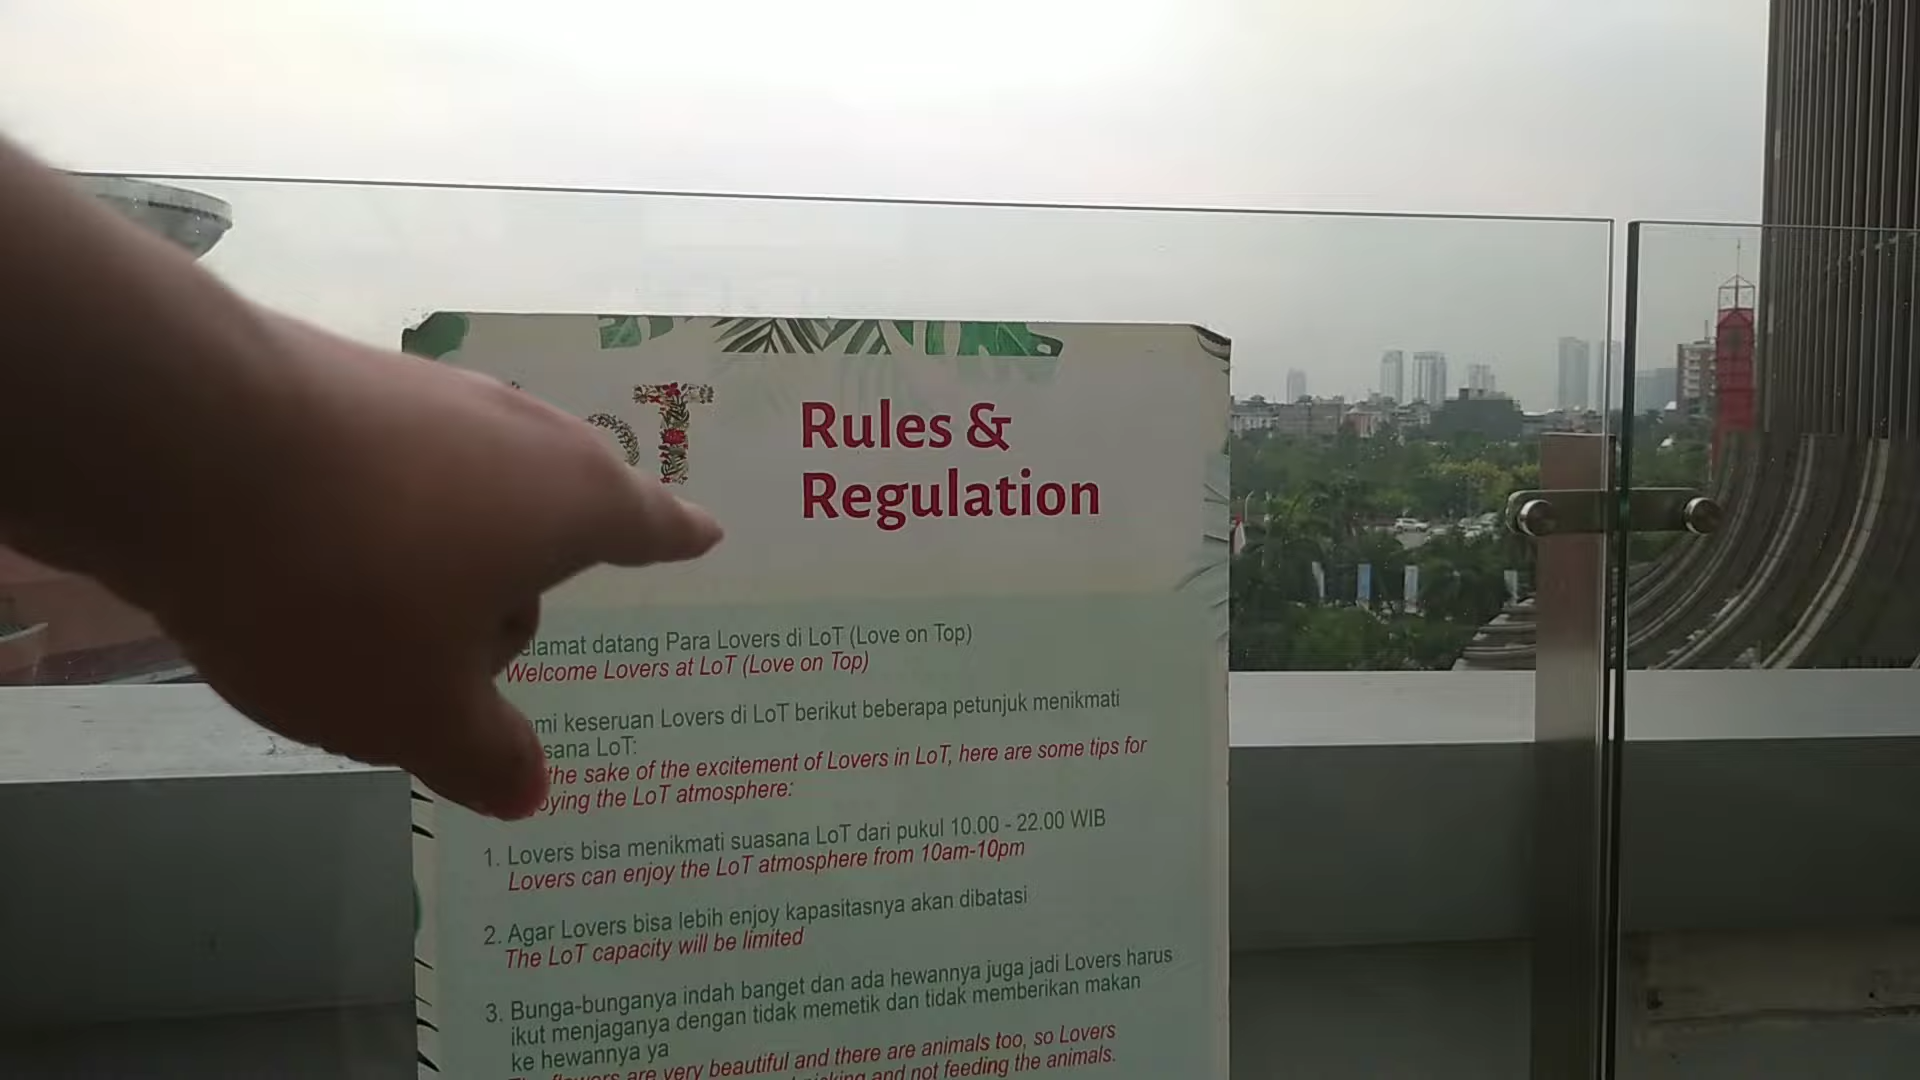 oT
Rules &
Regulation
elamat datang Para Lovers di LoT (Love on Top)
Welcome Lovers at LoT (Love on Top)
mi keseruan Lovers di LoT berikut beberapa petunjuk menikmati
sana LoT:
the sake of the excitement of Lovers in LoT, here are some tips for
oying the LoT atmosphere:
1. Lovers bisa menikmati suasana LoT dari pukul 10.00 - 22.00 WIB
Lovers can enjoy the LoT atmosphere from 10am-10pm
2. Agar Lovers bisa lebih enjoy kapasitasnya akan dibatasi
The LoT capacity will be limited
3. Bunga-bunganya indah banget dan ada hewannya juga jadi Lovers harus
ikut menjaganya dengan tidak memetik dan tidak memberikan makan
ke hewannya ya
The flowers are very beautiful and there are animals too, so Lovers
picking and not feeding the animals.